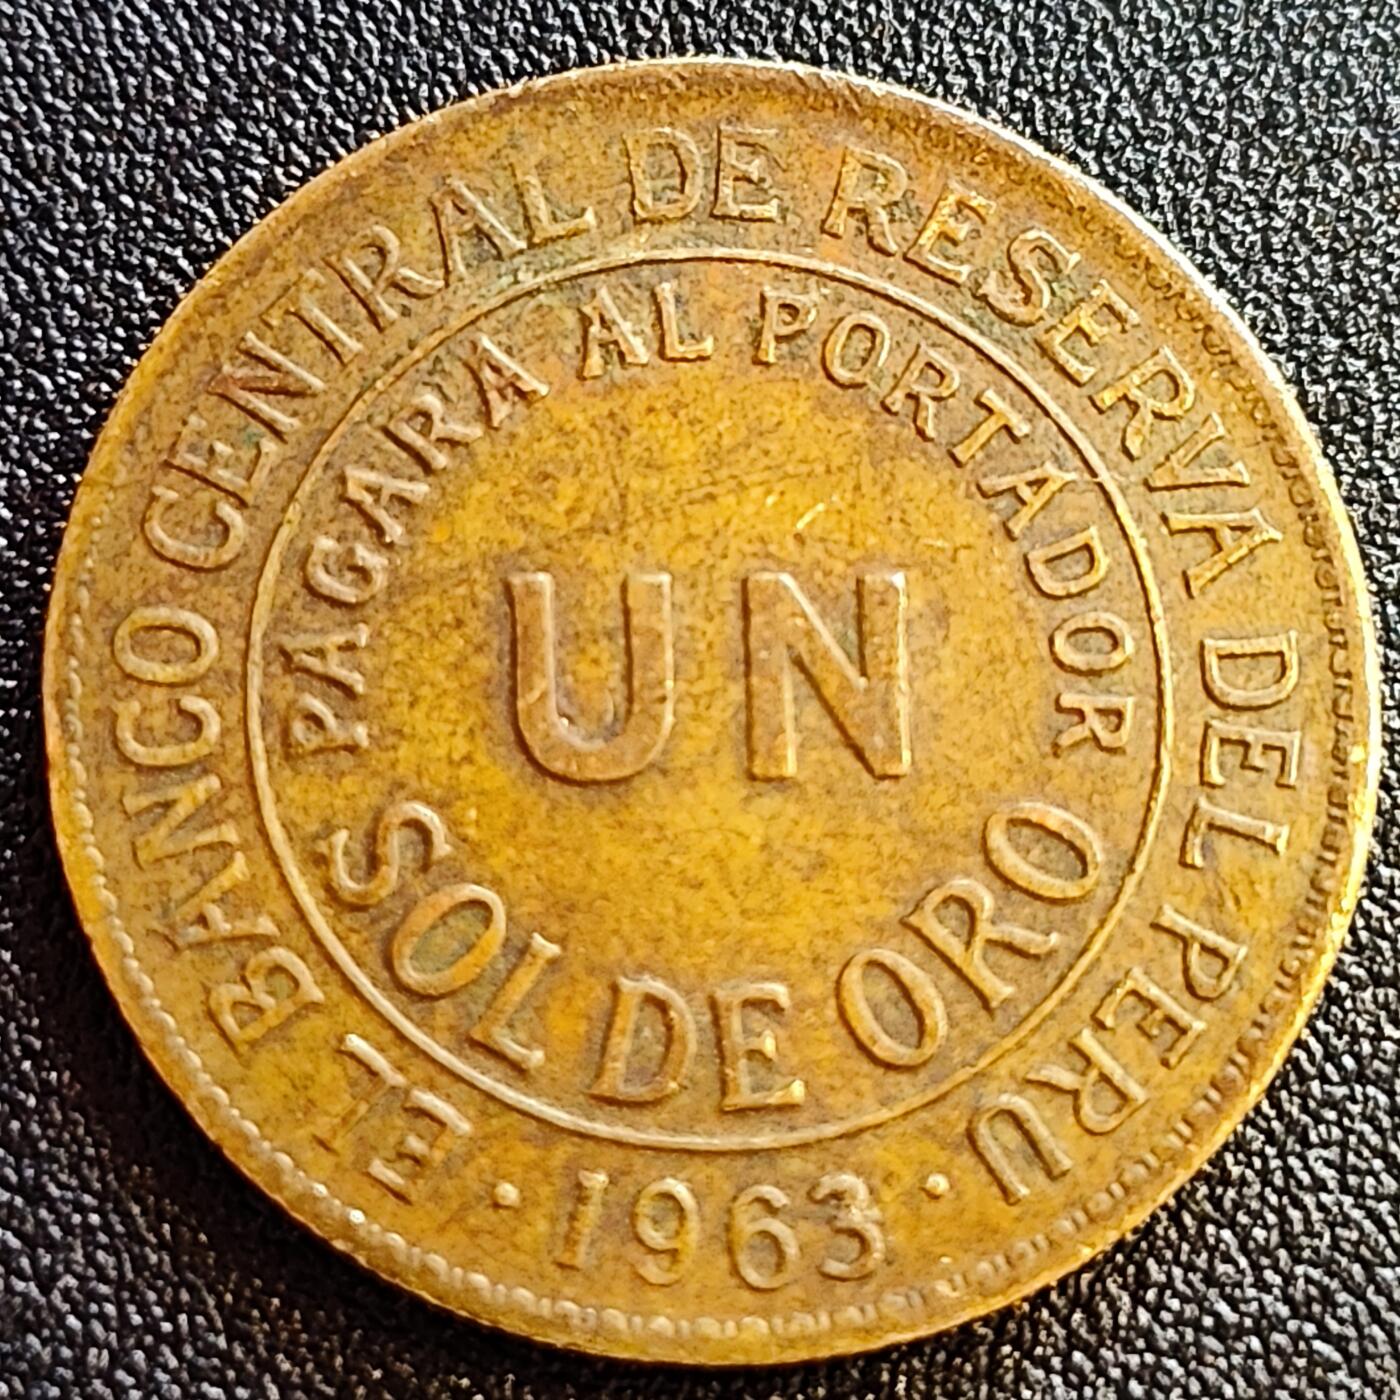 EL BANCO CENTRAL DE RESERVA DEL PERU
PAGARA AL PORTADOR
UN
SOL DE ORO
· 1963 ·